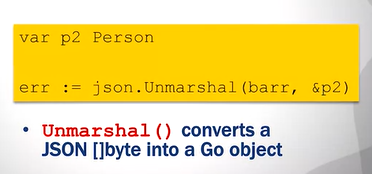 var p2 Person
err := json.Unmarshal(barr, &p2)
• Unmarshal() converts a
JSON []byte into a Go object